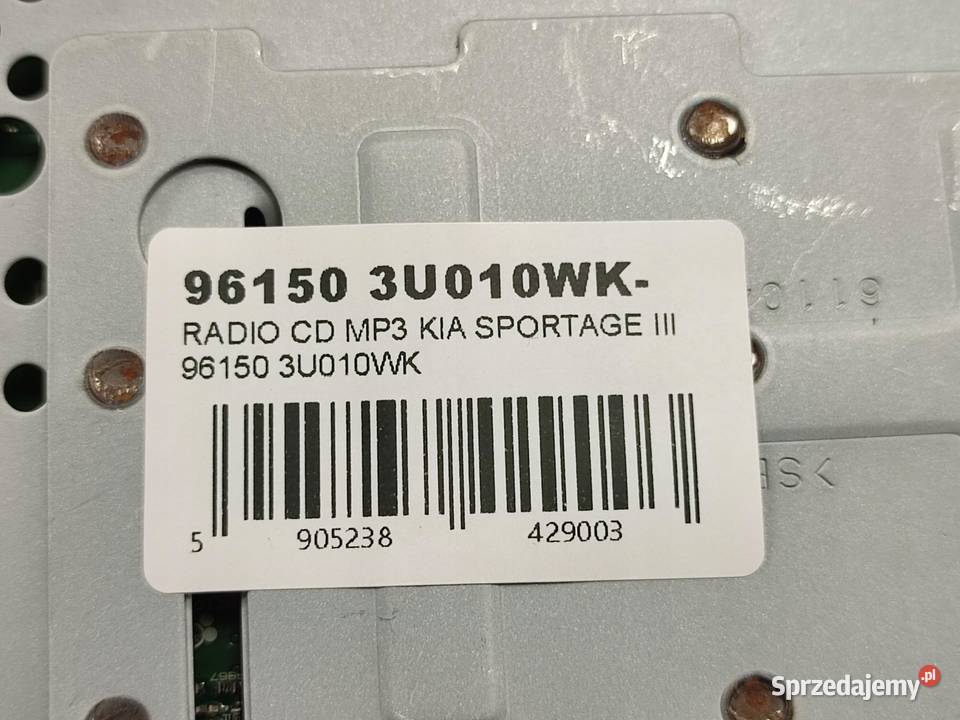 96150 3U010WK-
RADIO CD MP3 KIA SPORTAGE III
96150 3U010WK
5 905238 429003
Sprzedajemy.pl